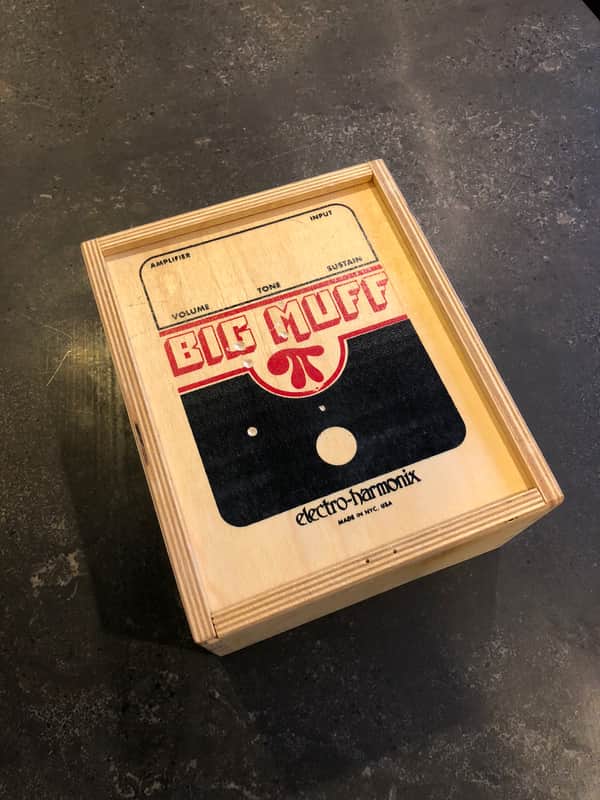 AMPLIFIER INPUT
VOLUME TONE SUSTAIN
BIG MUFF
π
electro-harmonix
MADE IN NYC, USA